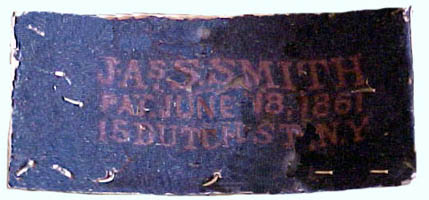 JAS. S. SMITH
PAT. JUNE 18, 1861
15 DUTCH ST. N.Y